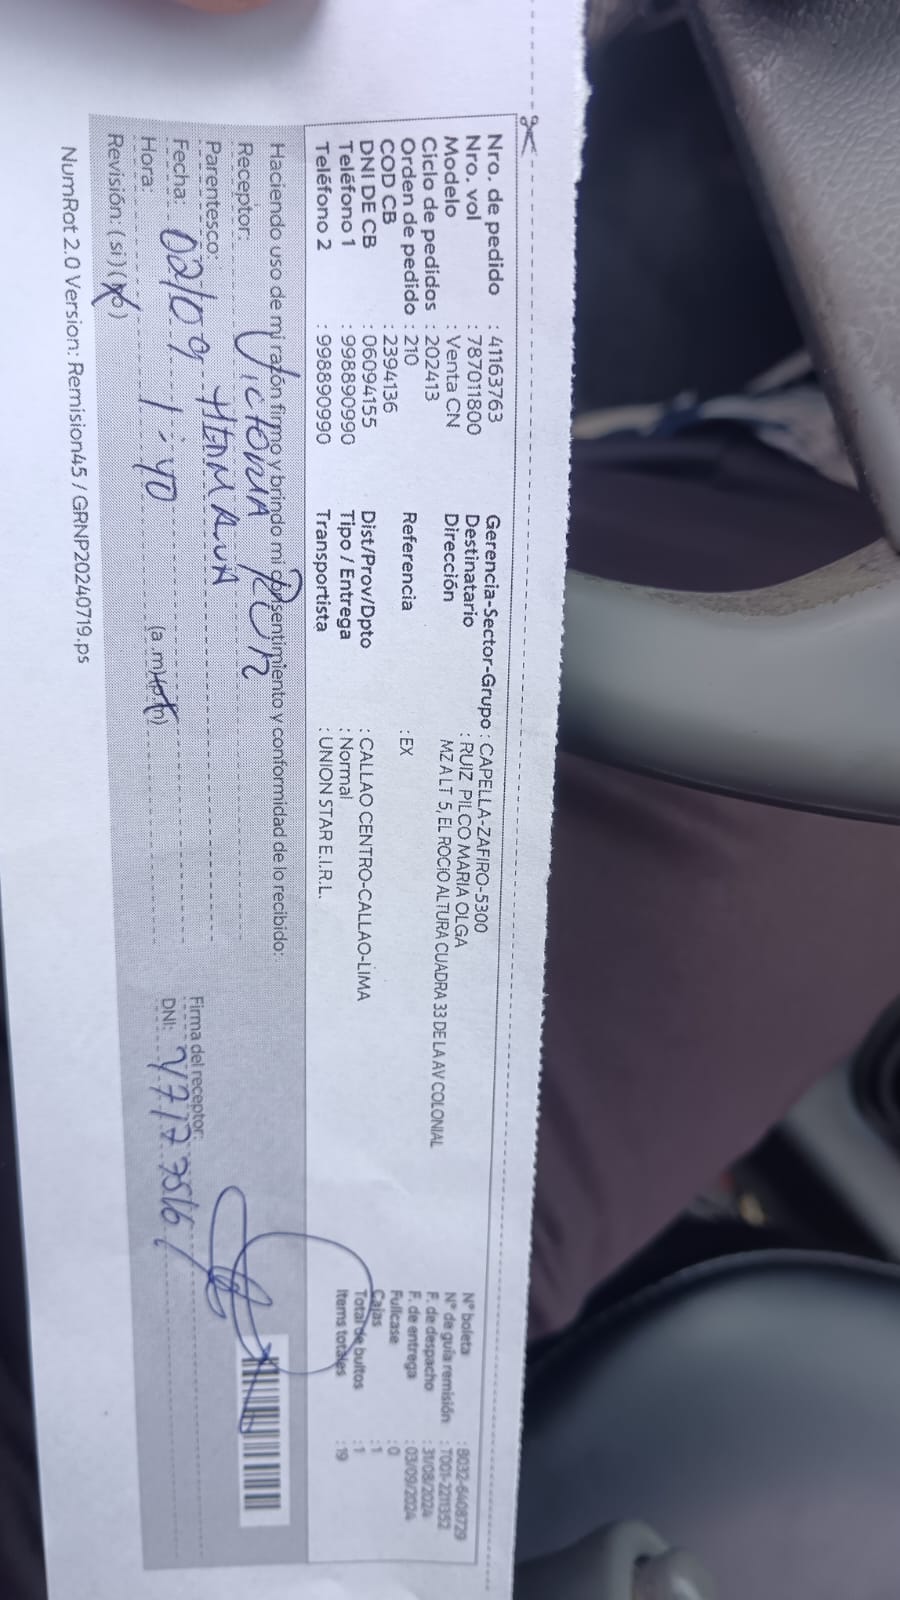 Nro. de pedido : 41163763
Nro. vol : 787011800
Modelo : Venta CN
Ciclo de pedidos : 202413
Orden de pedido : 210
COD CB : 2394136
DNI DE CB : 06094155
Teléfono 1 : 998890990
Teléfono 2 : 998890990
Gerencia-Sector-Grupo : CAPELLA-ZAFIRO-5300
Destinatario : RUIZ PILCO MARIA OLGA
Dirección MZ A LT 5, EL ROCIO ALTURA CUADRA 33 DE LA AV COLONIAL
Referencia : EX
Dist/Prov/Dpto : CALLAO CENTRO-CALLAO-LIMA
Tipo / Entrega : Normal
Transportista : UNION STAR E.I.R.L.
N° boleta : B032-6408729
N° de guia remisión : T001-2211352
F. de despacho : 31/08/2024
F. de entrega : 03/09/2024
Fullcase : 0
Cajas : 1
Total de bultos : 1
Items totales : 19
Haciendo uso de mi razón firmo y brindo mi consentimiento y conformidad de lo recibido:
Receptor: Victoria
Parentesco: HERMANA
Fecha: 02/09
Hora: 1:40 (a.m) (p.m)
Revisión: (si) (no)
Firma del receptor:
DNI:
NumRot 2.0 Version: Remision45 / GRNP20240719.ps